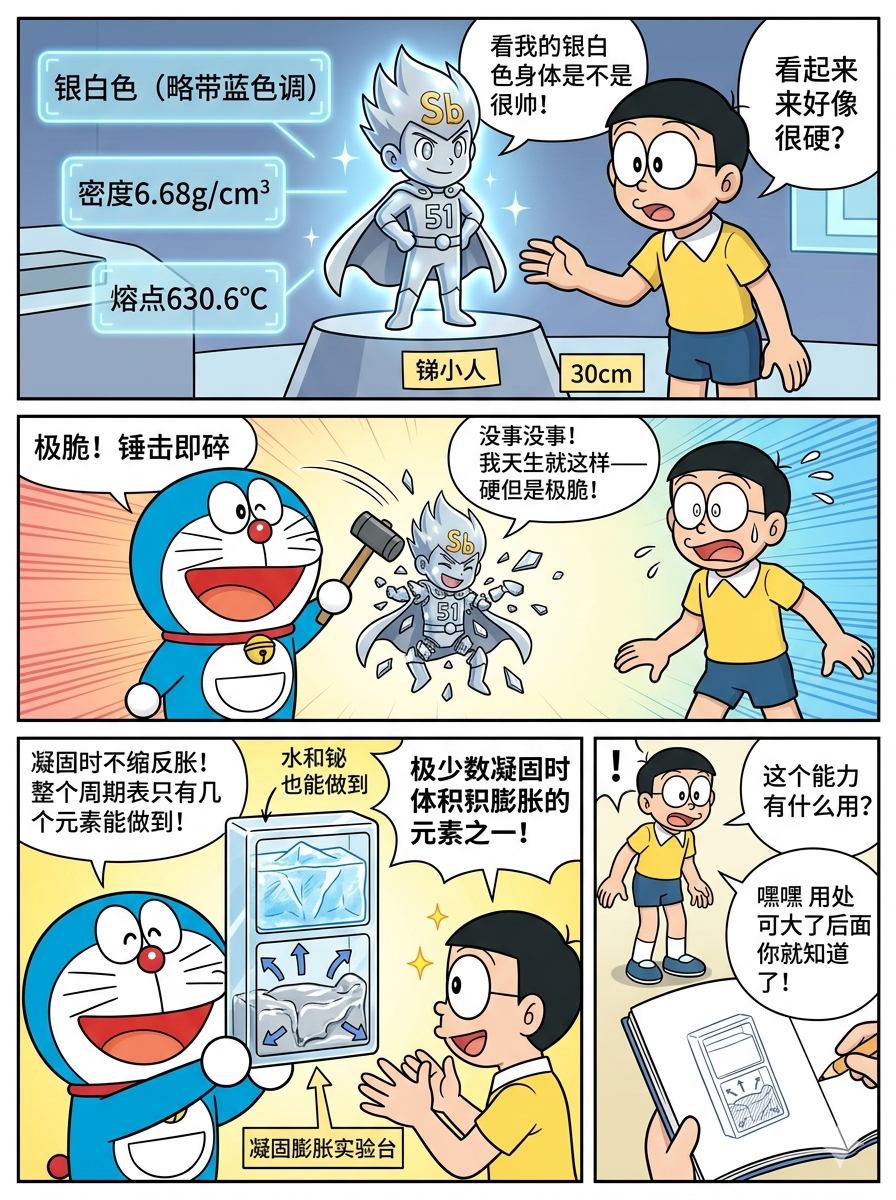 银白色（略带蓝色调）
密度6.68g/cm³
熔点630.6℃
Sb
51
看我的银白
色身体是不是
很帅！
看起来
来好像
很硬？
锑小人
30cm
极脆！锤击即碎
没事没事！
我天生就这样——
硬但是极脆！
Sb
51
凝固时不缩反胀！
整个周期表只有几
个元素能做到！
水和铋
也能做到
极少数凝固时
体积积膨胀的
元素之一！
凝固膨胀实验台
！
这个能力
有什么用？
嘿嘿 用处
可大了后面
你就知道
了！